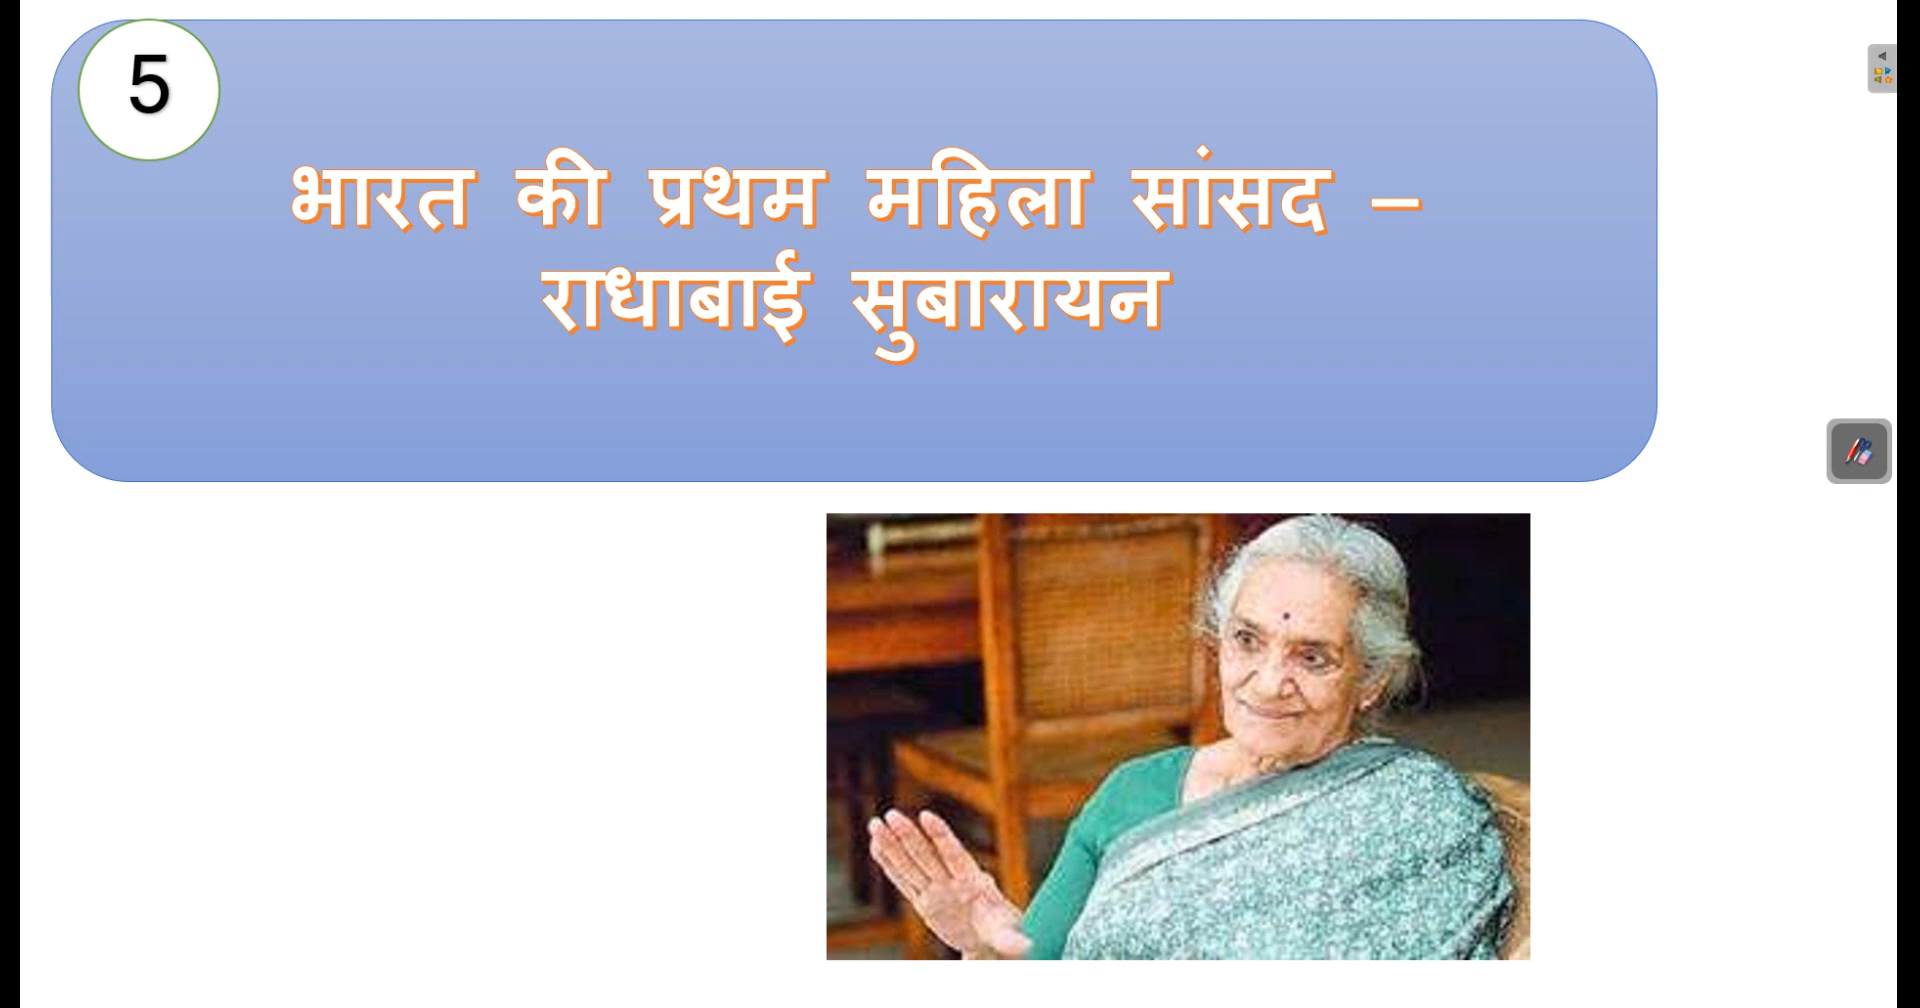 5
भारत की प्रथम महिला सांसद –
राधाबाई सुबारायन